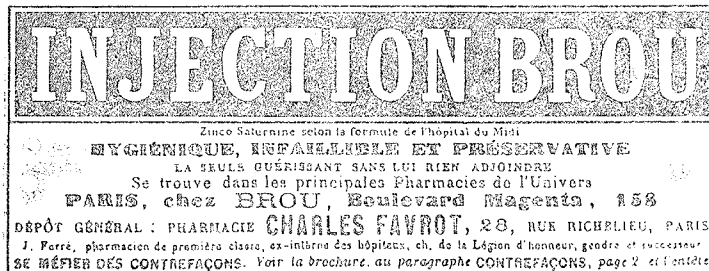 INJECTION BROU
Zinco Saturnine selon la formule de l'hôpital du Midi
HYGIÉNIQUE, INFAILLIBLE ET PRÉSERVATIVE
LA SEULE GUÉRISSANT SANS LUI RIEN ADJOINDRE
Se trouve dans les principales Pharmacies de l'Univers
PARIS, chez BROU, Boulevard Magenta, 158
DÉPÔT GÉNÉRAL : PHARMACIE CHARLES FAVROT, 28, RUE RICHELIEU, PARIS
J. Ferré, pharmacien de première classe, ex-interne des hôpitaux, ch. de la Légion d'honneur, gendre et successeur
SE MÉFIER DES CONTREFAÇONS. Voir la brochure, au paragraphe CONTREFAÇONS, page 2 et l'entête